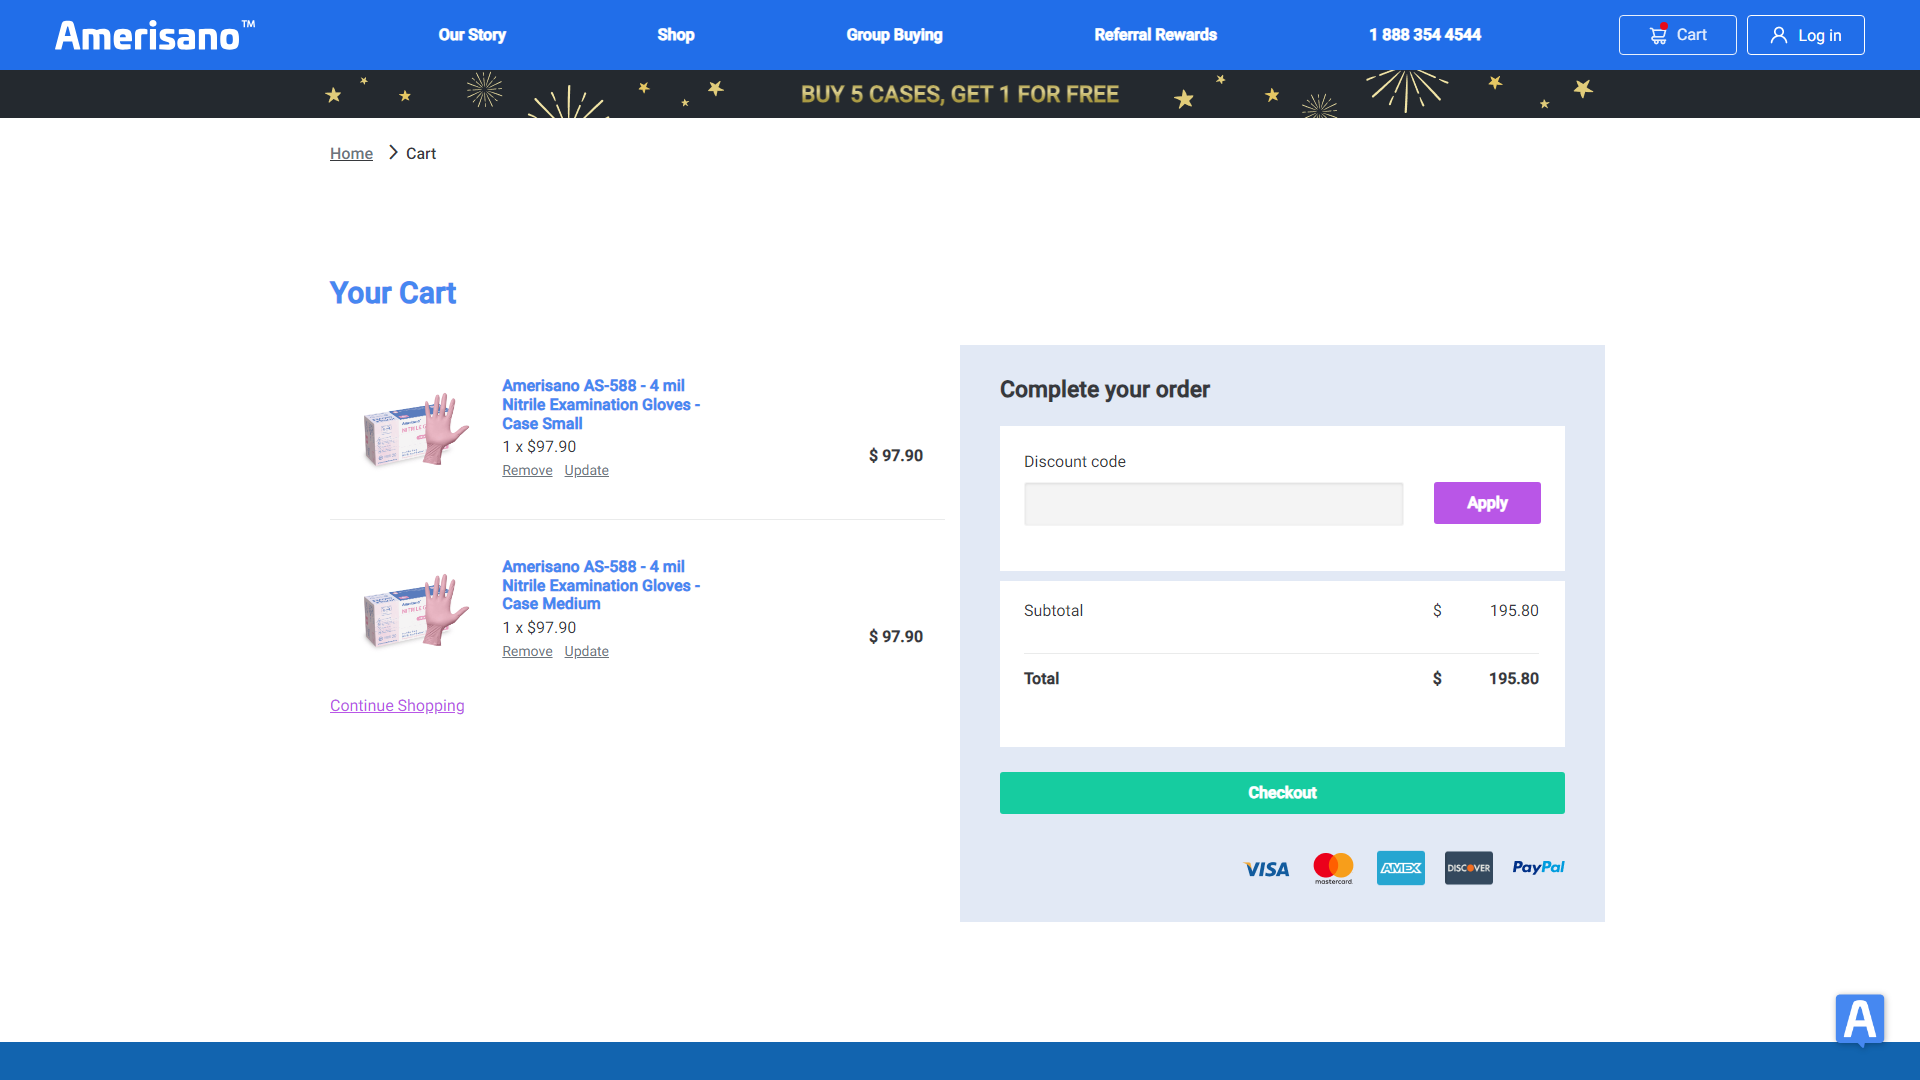 Amerisano™
Our Story
Shop
Group Buying
Referral Rewards
1 888 354 4544
Cart
Log in
BUY 5 CASES, GET 1 FOR FREE
Home
Cart
Your Cart
Amerisano AS-588 - 4 mil
Nitrile Examination Gloves -
Case Small
1 x $97.90
Remove Update
$ 97.90
Amerisano AS-588 - 4 mil
Nitrile Examination Gloves -
Case Medium
1 x $97.90
Remove Update
$ 97.90
Continue Shopping
Complete your order
Discount code
Apply
Subtotal $ 195.80
Total $ 195.80
Checkout
VISA
mastercard.
AMEX
DISCOVER
PayPal
A